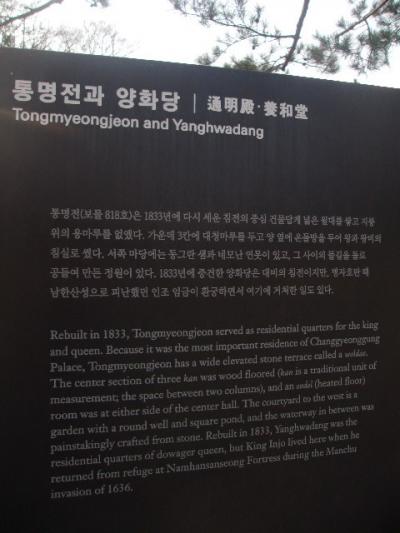 통명전과 양화당 | 通明殿·養和堂
Tongmyeongjeon and Yanghwadang
통명전(보물 818호)은 1833년에 다시 세운 침전의 중심 건물답게 넓은 월대를 쌓고 지붕
위의 용마루를 없앴다. 가운데 3칸에 대청마루를 두고 양 옆에 온돌방을 두어 왕과 왕비의
침실로 썼다. 서쪽 마당에는 동그란 샘과 네모난 연못이 있고, 그 사이의 물길을 돌로
공들여 만든 정원이 있다. 1833년에 중건한 양화당은 대비의 침전이지만, 병자호란 때
남한산성으로 피난했던 인조 임금이 환궁하면서 여기에 거처한 일도 있다.
Rebuilt in 1833, Tongmyeongjeon served as residential quarters for the king
and queen. Because it was the most important residence of Changgyeonggung
Palace, Tongmyeongjeon has a wide elevated stone terrace called a woldae.
The center section of three kan was wood floored (kan is a traditional unit of
measurement; the space between two columns), and an ondol (heated floor)
room was at either side of the center hall. The courtyard to the west is a
garden with a round well and square pond, and the waterway in between was
painstakingly crafted from stone. Rebuilt in 1833, Yanghwadang was the
residential quarters of dowager queen, but King Injo lived here when he
returned from refuge at Namhansanseong Fortress during the Manchu
invasion of 1636.